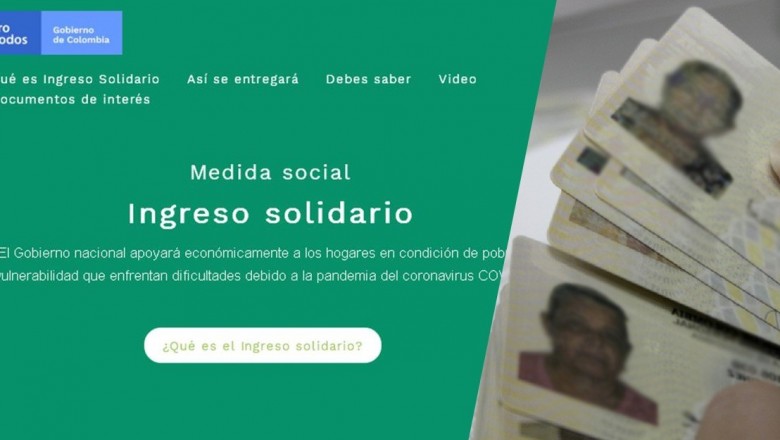 ro
odos
Gobierno
de Colombia
ué es Ingreso Solidario
Así se entregará
Debes saber
Video
ocumentos de interés
Medida social
Ingreso solidario
El Gobierno nacional apoyará económicamente a los hogares en condición de pob
vulnerabilidad que enfrentan dificultades debido a la pandemia del coronavirus COV
¿Qué es el Ingreso solidario?